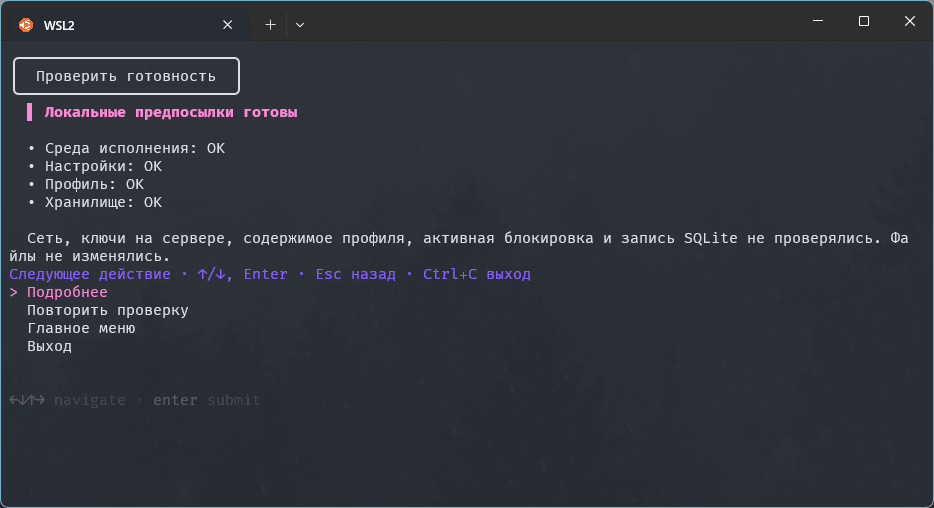 WSL2
Проверить готовность
Локальные предпосылки готовы
• Среда исполнения: OK
• Настройки: OK
• Профиль: OK
• Хранилище: OK
Сеть, ключи на сервере, содержимое профиля, активная блокировка и запись SQLite не проверялись. Фа
йлы не изменялись.
Следующее действие • ↑/↓, Enter • Esc назад • Ctrl+C выход
> Подробнее
Повторить проверку
Главное меню
Выход
←↓↑→ navigate • enter submit